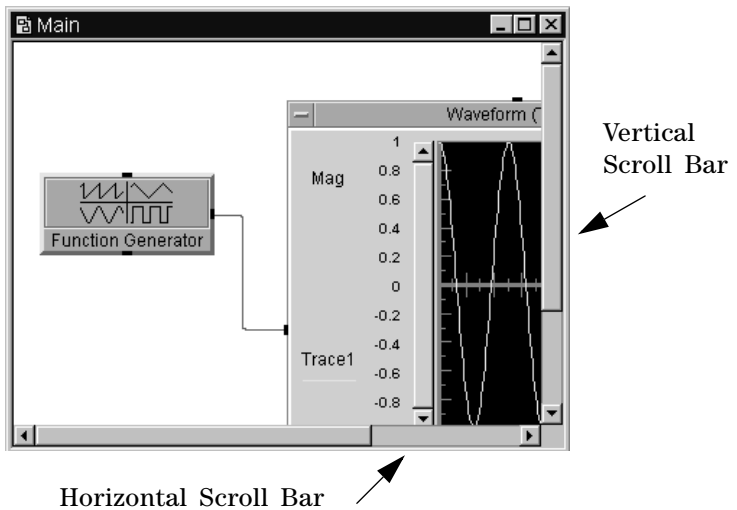 Main
Waveform (
Vertical
Scroll Bar
Mag
1
0.8
0.6
0.4
0.2
0
-0.2
-0.4
-0.6
-0.8
Function Generator
Trace1
Horizontal Scroll Bar